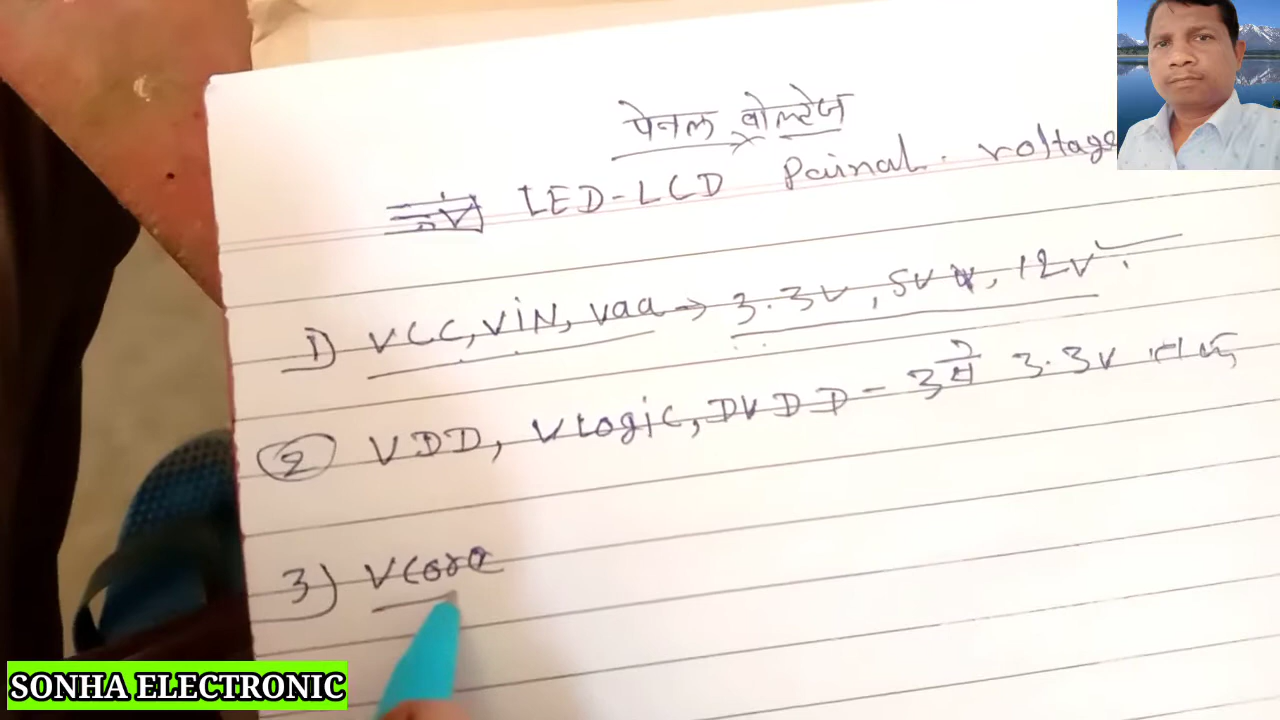 पेनल वोल्टेज
LED-LCD Painal voltage
1) VCC, VIN, Vaa → 3.3V, 5V, 12V
2 VDD, VLogic, DVDD - 3 से 3.3V तक
3) Vcore
SONHA ELECTRONIC